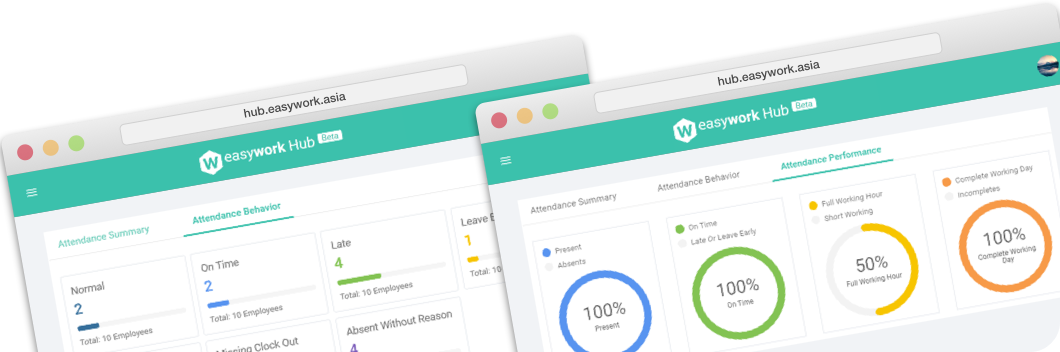 hub.easywork.asia
W easywork Hub Beta
Attendance Summary
Attendance Behavior
Normal
2
Total: 10 Employees
On Time
2
Total: 10 Employees
Late
4
Total: 10 Employees
Leave E
1
Total: 10
Missing Clock Out
Absent Without Reason
4
hub.easywork.asia
W easywork Hub Beta
Attendance Summary
Attendance Behavior
Attendance Performance
Present
Absents
100%
Present
On Time
Late Or Leave Early
100%
On Time
Full Working Hour
Short Working
50%
Full Working Hour
Complete Working Day
Incompletes
100%
Complete Working
Day